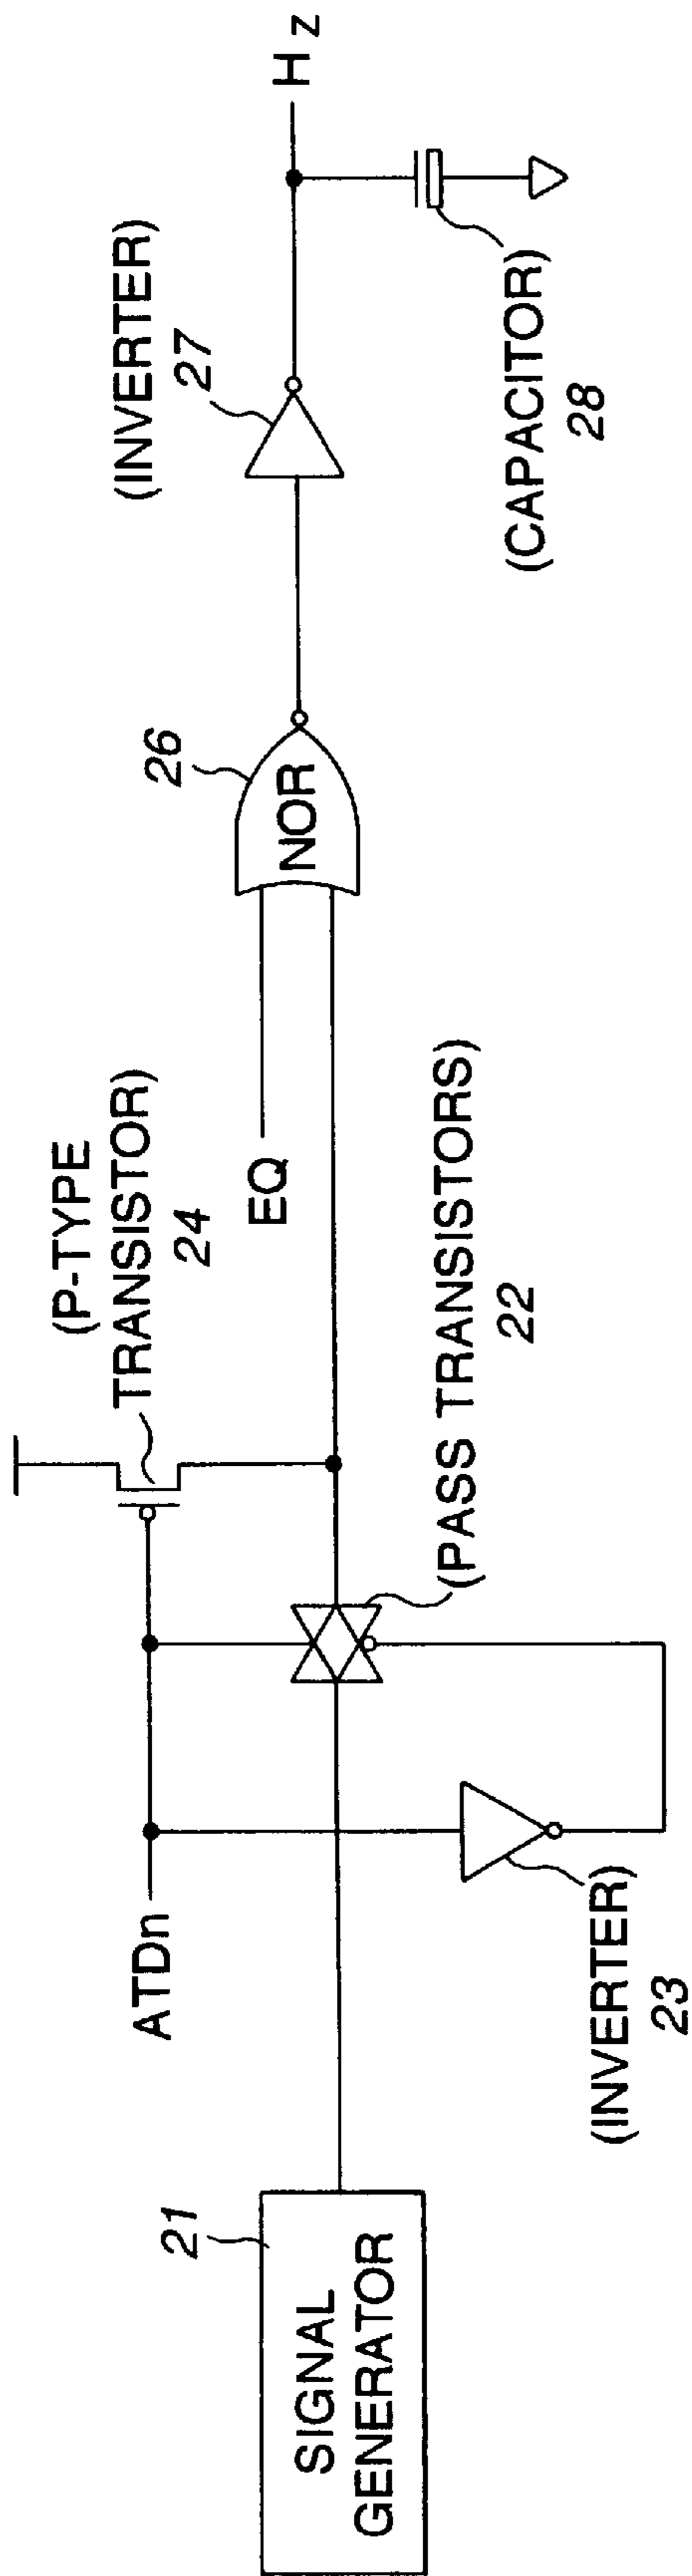 21
SIGNAL
GENERATOR
ATDn
(INVERTER)
23
(P-TYPE
TRANSISTOR)
24
(PASS TRANSISTORS)
22
EQ
26
NOR
(INVERTER)
27
(CAPACITOR)
28
Hz